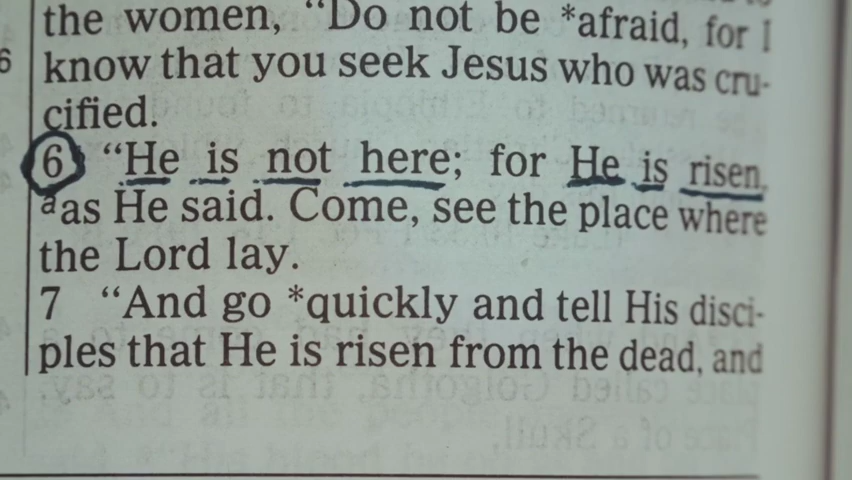 the women, "Do not be *afraid, for I
6 know that you seek Jesus who was cru-
cified.
6 "He is not here; for He is risen,
a as He said. Come, see the place where
the Lord lay.
7 "And go *quickly and tell His disci-
ples that He is risen from the dead, and